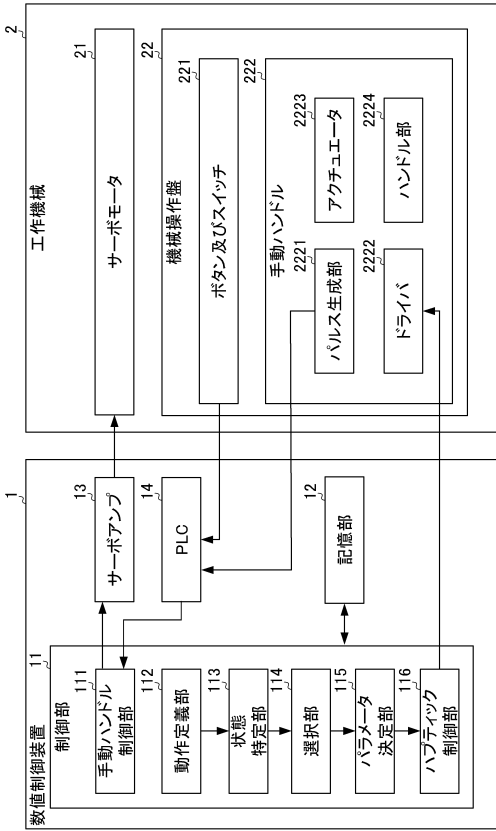 数値制御装置
1
制御部
11
手動ハンドル
制御部
111
動作定義部
112
状態
特定部
113
選択部
114
パラメータ
決定部
115
ハプティック
制御部
116
サーボアンプ
13
PLC
14
記憶部
12
工作機械
2
サーボモータ
21
機械操作盤
22
ボタン及びスイッチ
221
手動ハンドル
222
パルス生成部
2221
アクチュエータ
2223
ドライバ
2222
ハンドル部
2224